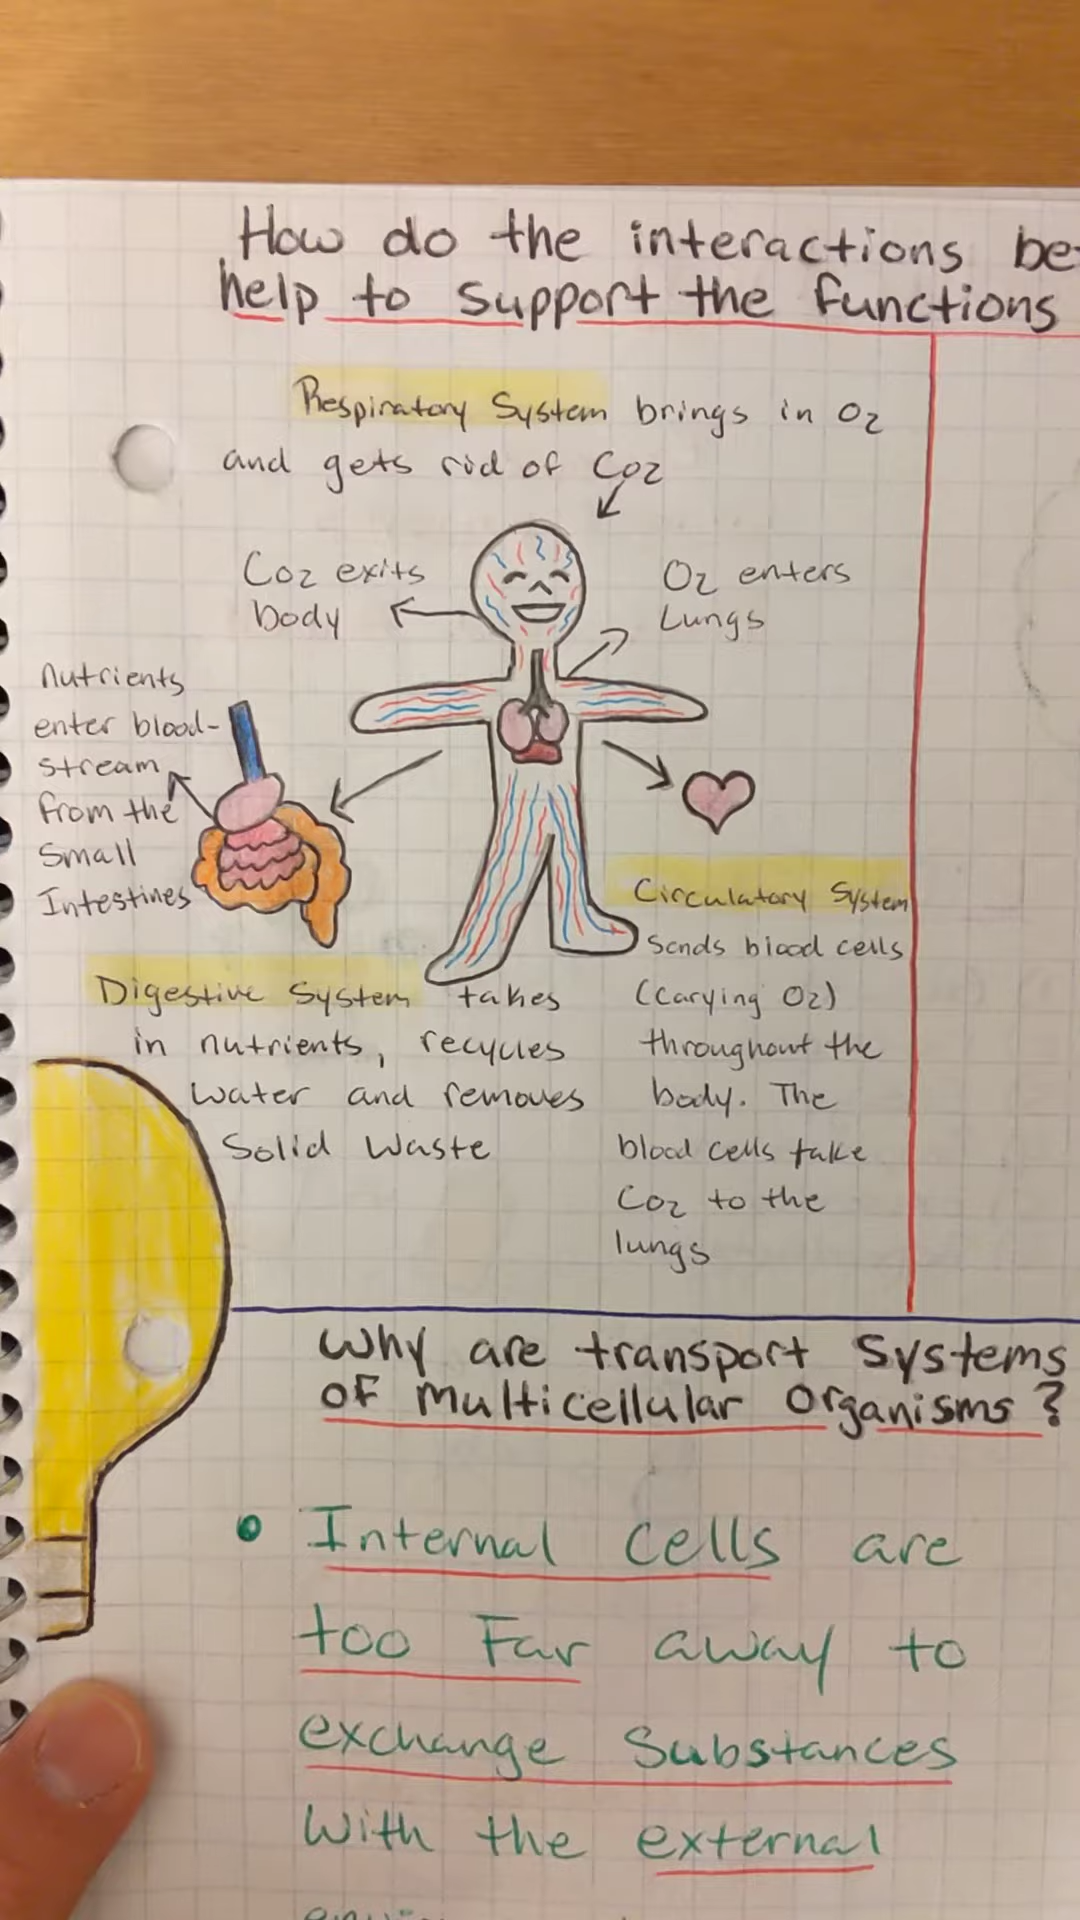 How do the interactions be
help to support the functions
Respiratory System brings in O2
and gets rid of CO2
CO2 exits
body
O2 enters
Lungs
nutrients
enter blood-
stream
from the
Small
Intestines
Circulatory System
Sends blood cells
(carying O2)
throughout the
body. The
blood cells take
CO2 to the
lungs
Digestive System takes
in nutrients, recycles
water and removes
Solid Waste
Why are transport Systems
of Multicellular Organisms?
• Internal Cells are
too Far away to
exchange Substances
With the external